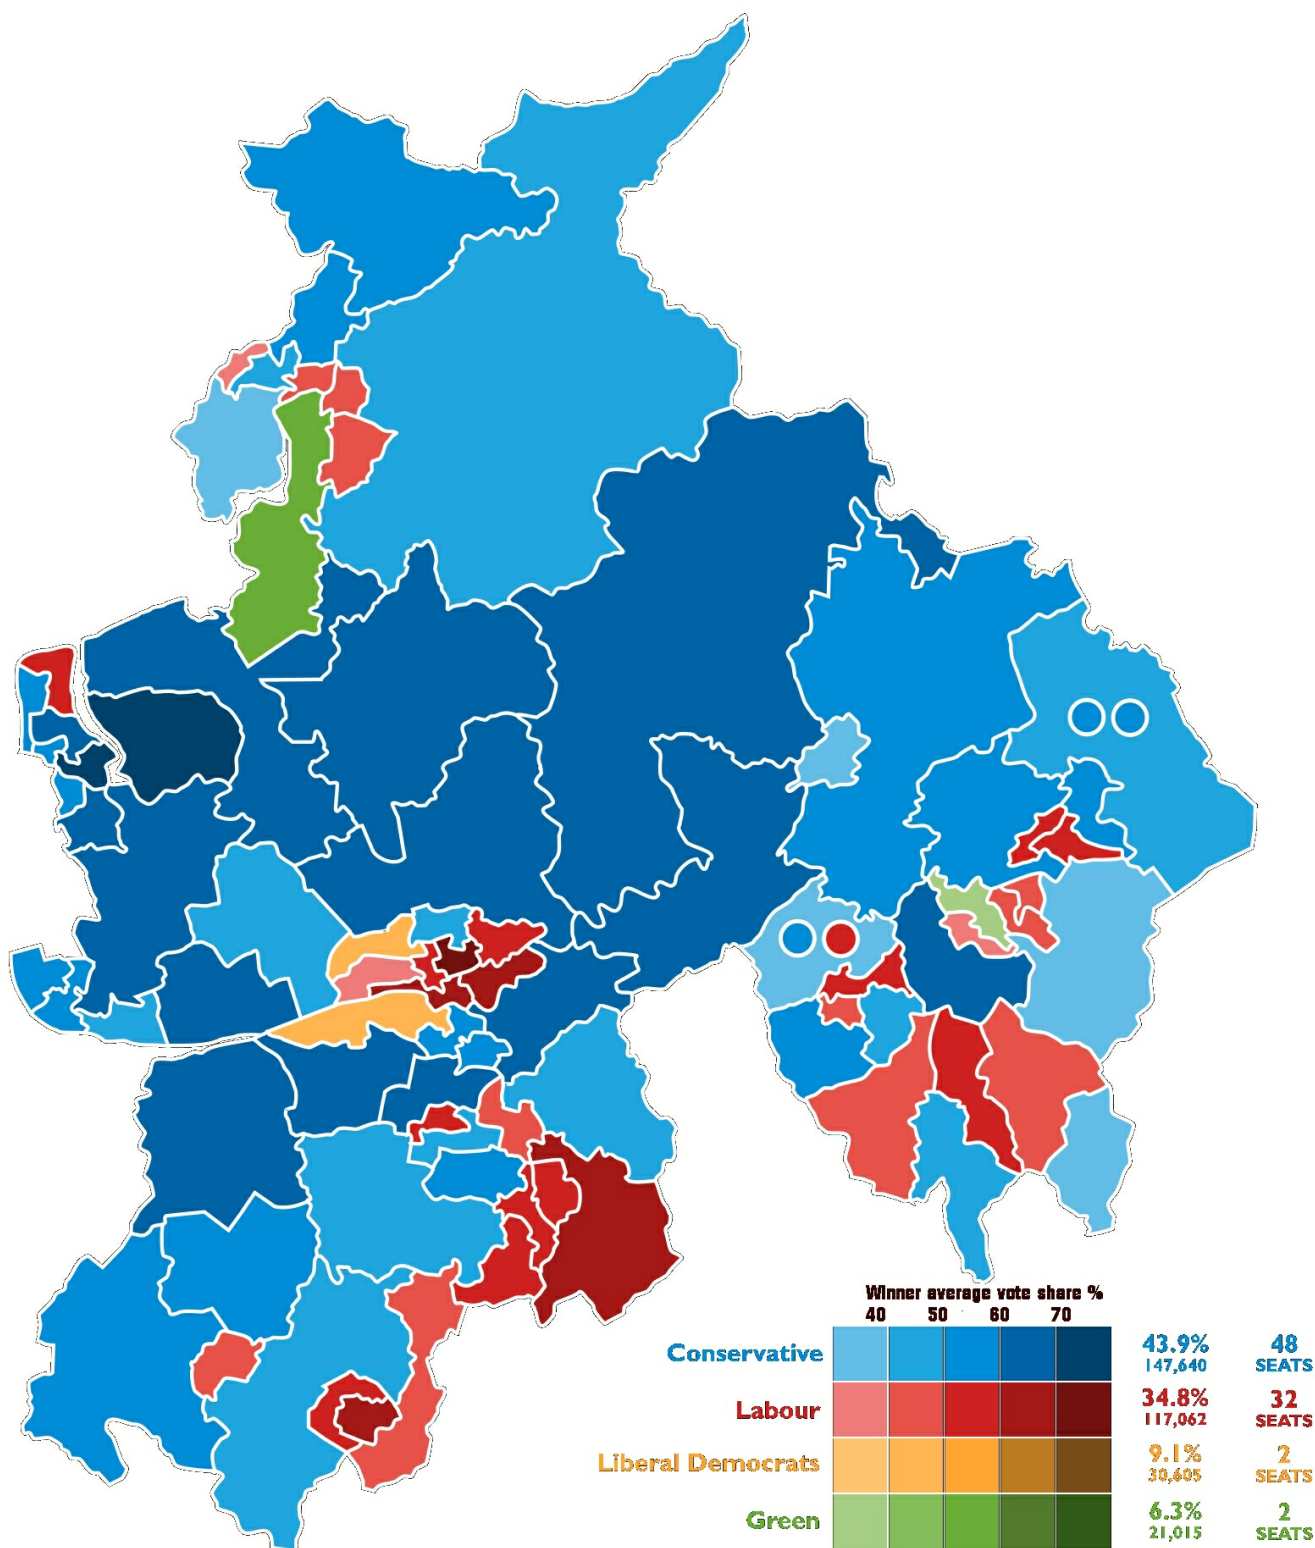 Winner average vote share %
40 50 60 70
Conservative 43.9% 48
147,640 SEATS
Labour 34.8% 32
117,062 SEATS
Liberal Democrats 9.1% 2
30,605 SEATS
Green 6.3% 2
21,015 SEATS